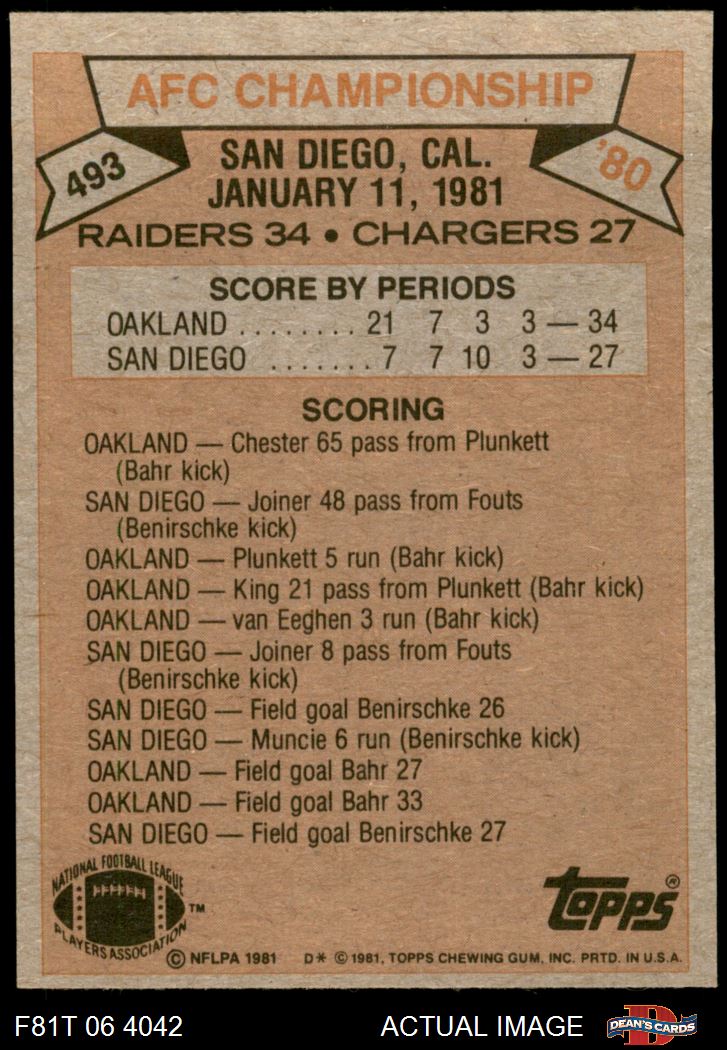 AFC CHAMPIONSHIP
493
'80
SAN DIEGO, CAL.
JANUARY 11, 1981
RAIDERS 34 • CHARGERS 27
SCORE BY PERIODS
OAKLAND ........ 21 7 3 3 — 34
SAN DIEGO ....... 7 7 10 3 — 27
SCORING
OAKLAND — Chester 65 pass from Plunkett
(Bahr kick)
SAN DIEGO — Joiner 48 pass from Fouts
(Benirschke kick)
OAKLAND — Plunkett 5 run (Bahr kick)
OAKLAND — King 21 pass from Plunkett (Bahr kick)
OAKLAND — van Eeghen 3 run (Bahr kick)
SAN DIEGO — Joiner 8 pass from Fouts
(Benirschke kick)
SAN DIEGO — Field goal Benirschke 26
SAN DIEGO — Muncie 6 run (Benirschke kick)
OAKLAND — Field goal Bahr 27
OAKLAND — Field goal Bahr 33
SAN DIEGO — Field goal Benirschke 27
NATIONAL FOOTBALL LEAGUE
PLAYERS ASSOCIATION
TM
topps®
© NFLPA 1981 D* © 1981, TOPPS CHEWING GUM, INC. PRTD. IN U.S.A.
F81T 06 4042 ACTUAL IMAGE
D
DEAN'S CARDS